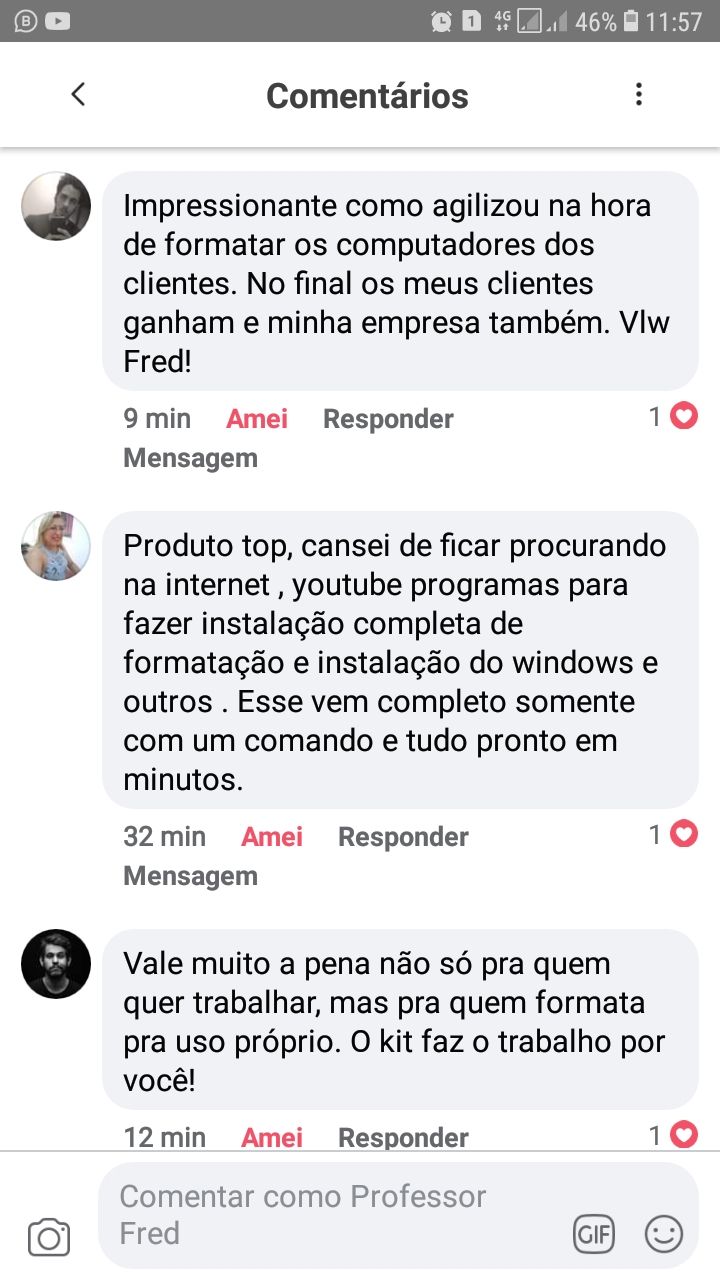 B 1 4G 46% 11:57
Comentários
Impressionante como agilizou na hora
de formatar os computadores dos
clientes. No final os meus clientes
ganham e minha empresa também. Vlw
Fred!
9 min Amei Responder 1
Mensagem
Produto top, cansei de ficar procurando
na internet , youtube programas para
fazer instalação completa de
formatação e instalação do windows e
outros . Esse vem completo somente
com um comando e tudo pronto em
minutos.
32 min Amei Responder 1
Mensagem
Vale muito a pena não só pra quem
quer trabalhar, mas pra quem formata
pra uso próprio. O kit faz o trabalho por
você!
12 min Amei Responder 1
Comentar como Professor
Fred
GIF